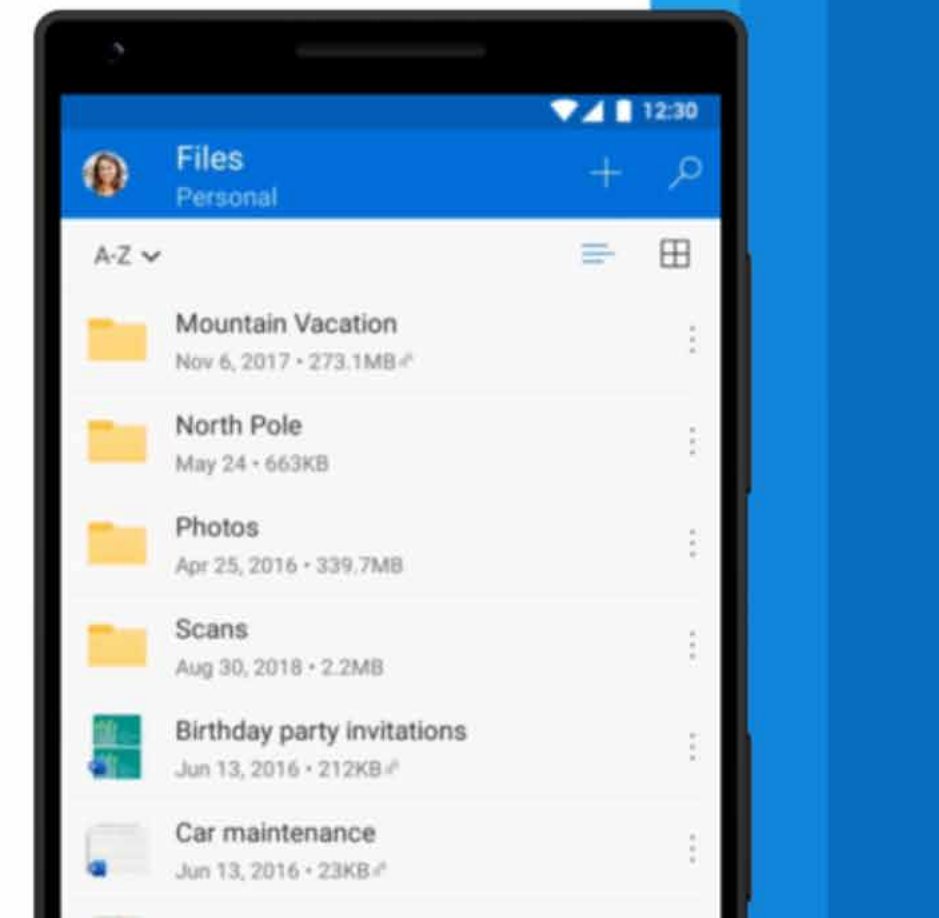 12:30
Files
Personal
A-Z
Mountain Vacation
Nov 6, 2017 • 273.1MB
North Pole
May 24 • 663KB
Photos
Apr 25, 2016 • 339.7MB
Scans
Aug 30, 2018 • 2.2MB
Birthday party invitations
Jun 13, 2016 • 212KB
Car maintenance
Jun 13, 2016 • 23KB